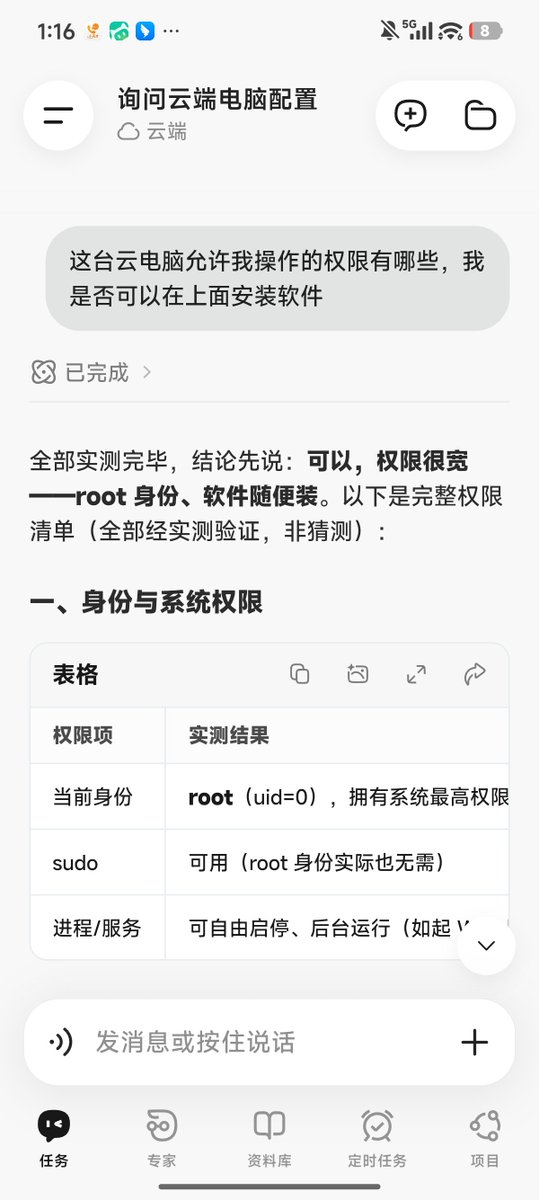 1:16
5G
8
询问云端电脑配置
云端
这台云电脑允许我操作的权限有哪些，我
是否可以在上面安装软件
已完成
全部实测完毕，结论先说：可以，权限很宽
——root 身份、软件随便装。以下是完整权限
清单（全部经实测验证，非猜测）：
一、身份与系统权限
表格
权限项 实测结果
当前身份 root（uid=0），拥有系统最高权限
sudo 可用（root 身份实际也无需）
进程/服务 可自由启停、后台运行（如起
发消息或按住说话
任务 专家 资料库 定时任务 项目